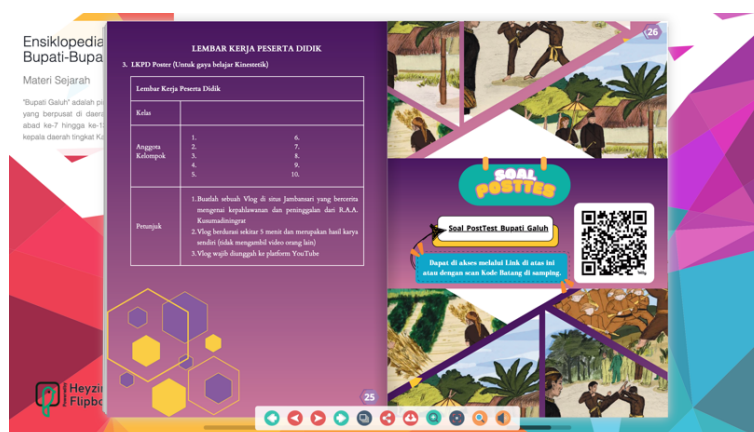 Ensiklopedia
Bupati-Bupa
Materi Sejarah
"Bupati Galuh" adalah
yang berpusat di
abad ke-7 hingga
kepala daerah tingkat
Heyzin
Flipbo
LEMBAR KERJA PESERTA DIDIK
3. LKPD Poster (Untuk gaya belajar Kinestetik)
Lembar Kerja Peserta Didik
Kelas
Anggota
Kelompok
1.
2.
3.
4.
5.
6.
7.
8.
9.
10.
Petunjuk
1.Buatlah sebuah Vlog di situs Jambansari yang bercerita
mengenai kepahlawanan dan peninggalan dari R.A.A.
Kusumadiningrat
2.Vlog berdurasi sekitar 5 menit dan merupakan hasil karya
sendiri (tidak mengambil video orang lain)
3.Vlog wajib diunggah ke platform YouTube
25
26
SOAL
POSTTES
Soal PostTest Bupati Galuh
Dapat di akses melalui Link di atas ini
atau dengan scan Kode Batang di samping.